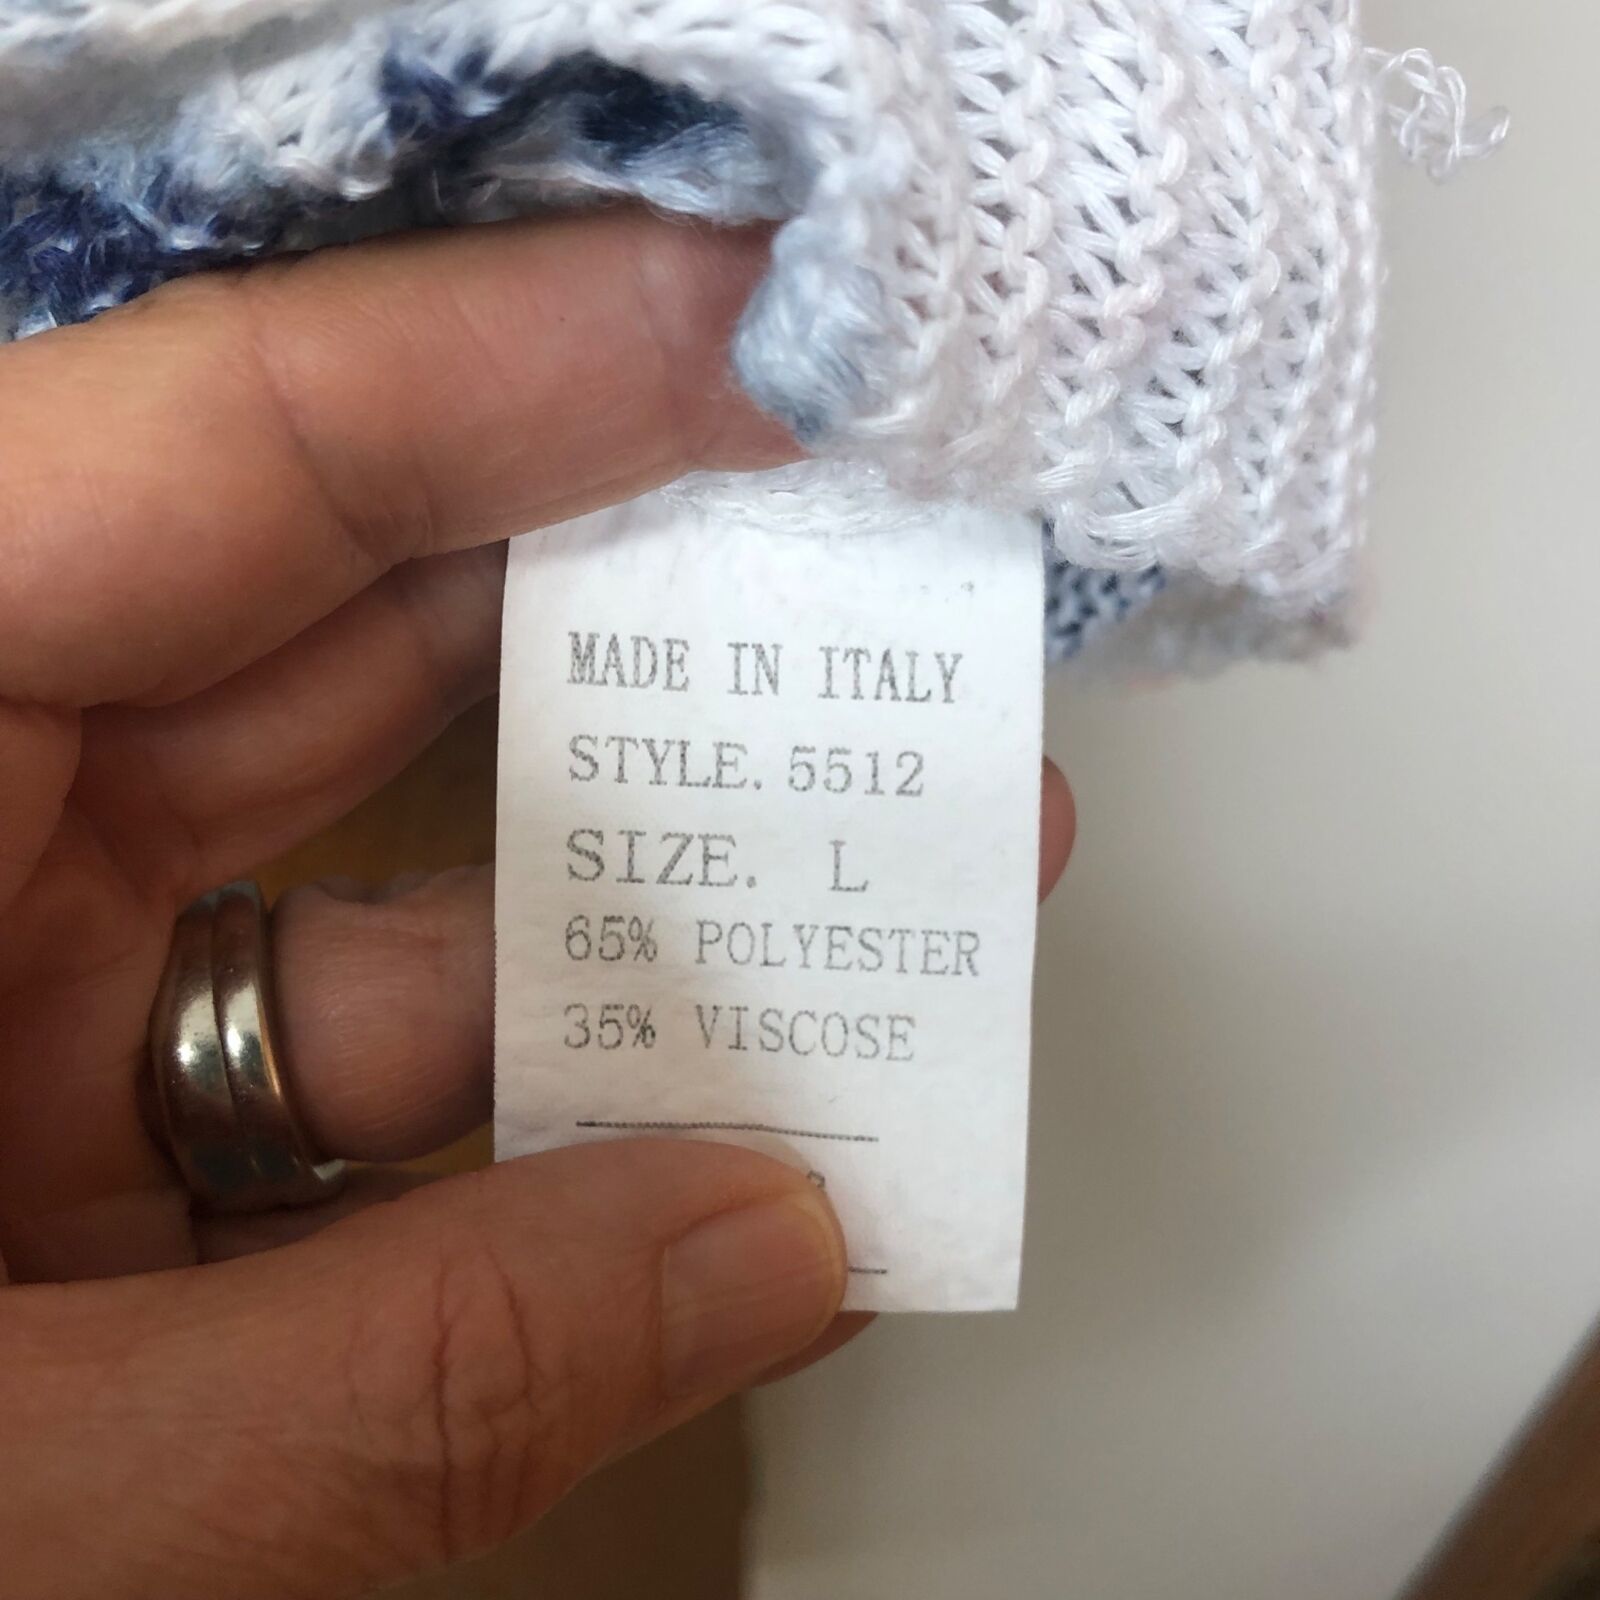 MADE IN ITALY
STYLE. 5512
SIZE. L
65% POLYESTER
35% VISCOSE